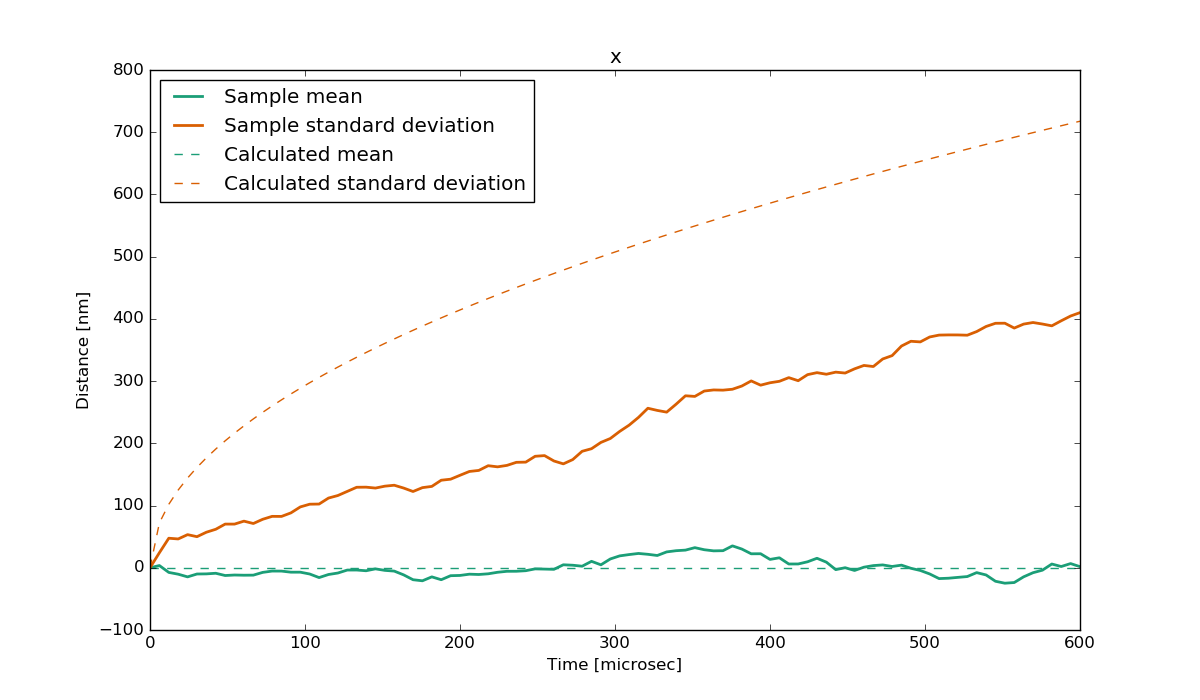 x
800
700
600
500
400
300
200
100
0
−100
Distance [nm]
Sample mean
Sample standard deviation
Calculated mean
Calculated standard deviation
0 100 200 300 400 500 600
Time [microsec]